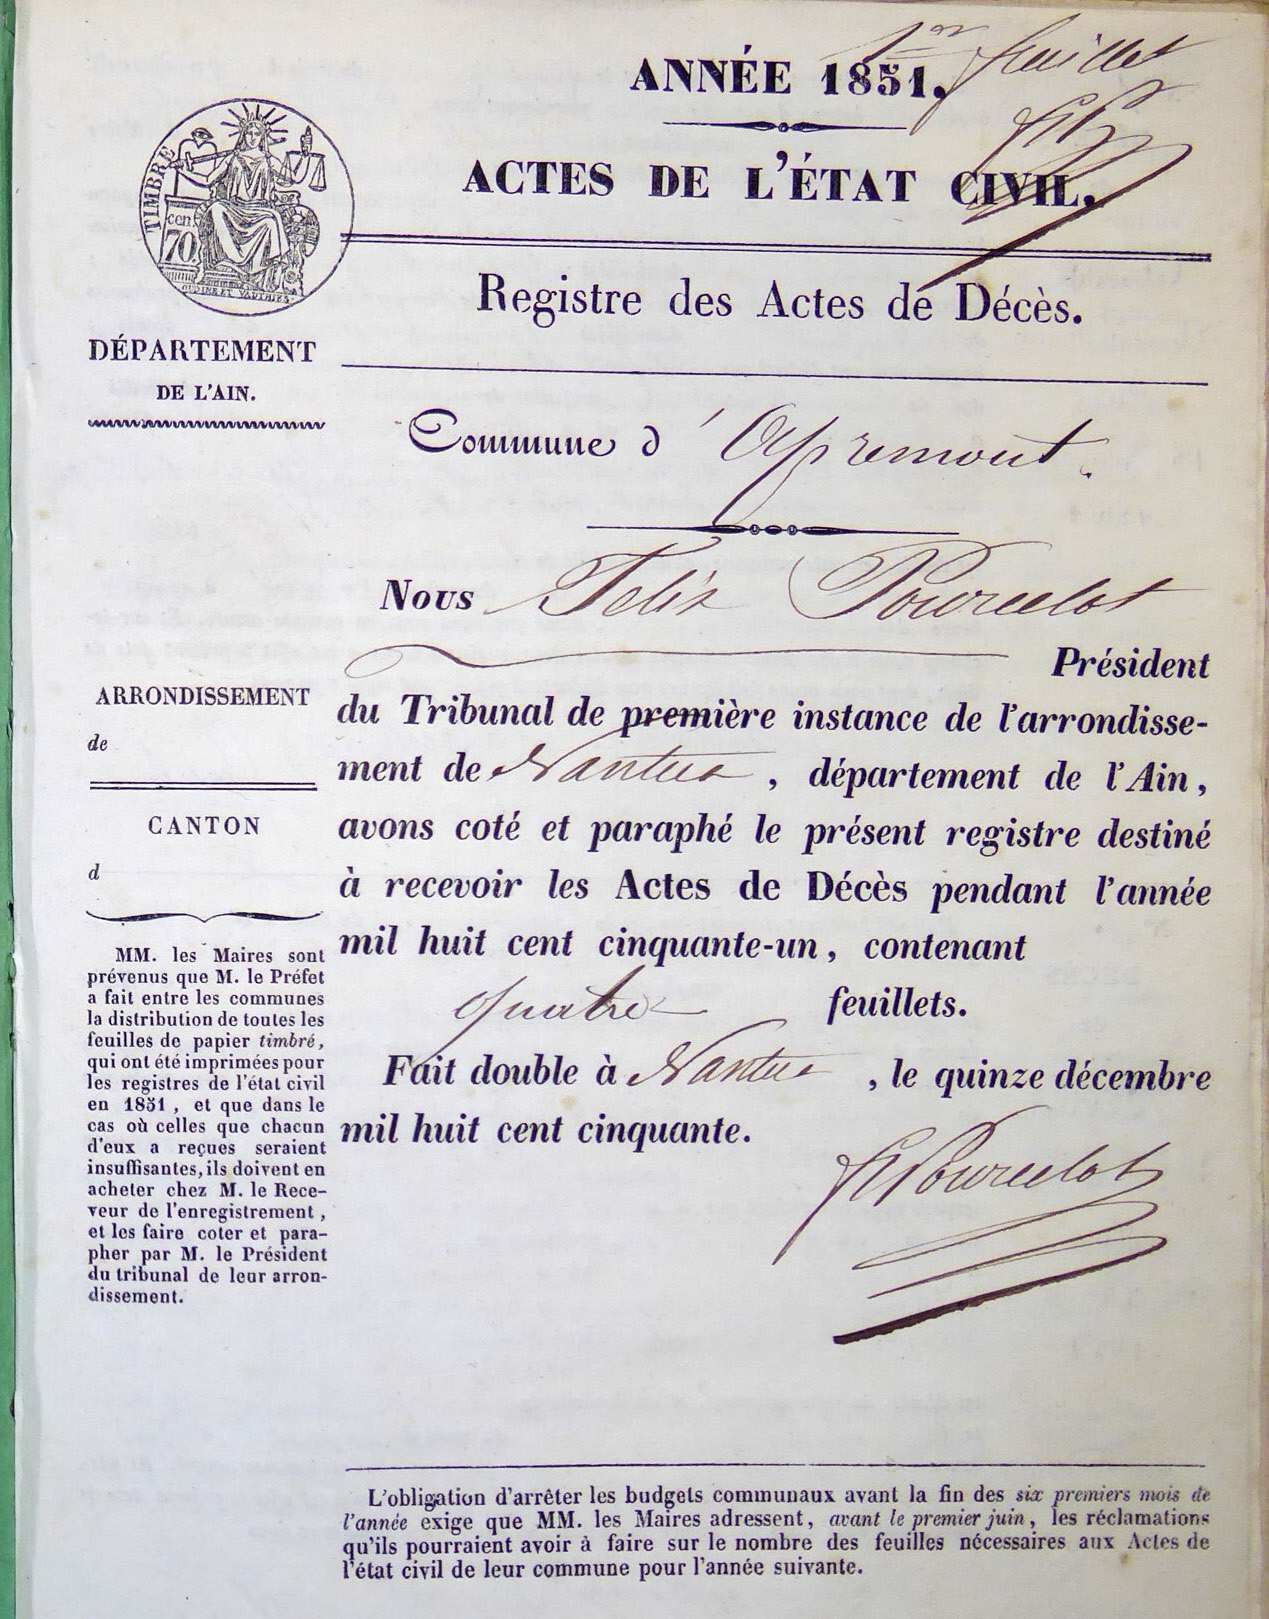 1er feuillet
ANNÉE 1851.
ACTES DE L'ÉTAT CIVIL.
TIMBRE
cent.
70
OUDINÉ ET VAUTHIER
Registre des Actes de Décès.
DÉPARTEMENT
DE L'AIN.
Commune d'Apremont.
Nous Félix Pourcelot
Président
du Tribunal de première instance de l'arrondisse-
ment de Nantua, département de l'Ain,
avons coté et paraphé le présent registre destiné
à recevoir les Actes de Décès pendant l'année
mil huit cent cinquante-un, contenant
quatre feuillets.
Fait double à Nantua, le quinze décembre
mil huit cent cinquante.
Pourcelot
ARRONDISSEMENT
de
CANTON
d
MM. les Maires sont
prévenus que M. le Préfet
a fait entre les communes
la distribution de toutes les
feuilles de papier timbré,
qui ont été imprimées pour
les registres de l'état civil
en 1851, et que dans le
cas où celles que chacun
d'eux a reçues seraient
insuffisantes, ils doivent en
acheter chez M. le Rece-
veur de l'enregistrement,
et les faire coter et para-
pher par M. le Président
du tribunal de leur arron-
dissement.
L'obligation d'arrêter les budgets communaux avant la fin des six premiers mois de
l'année exige que MM. les Maires adressent, avant le premier juin, les réclamations
qu'ils pourraient avoir à faire sur le nombre des feuilles nécessaires aux Actes de
l'état civil de leur commune pour l'année suivante.